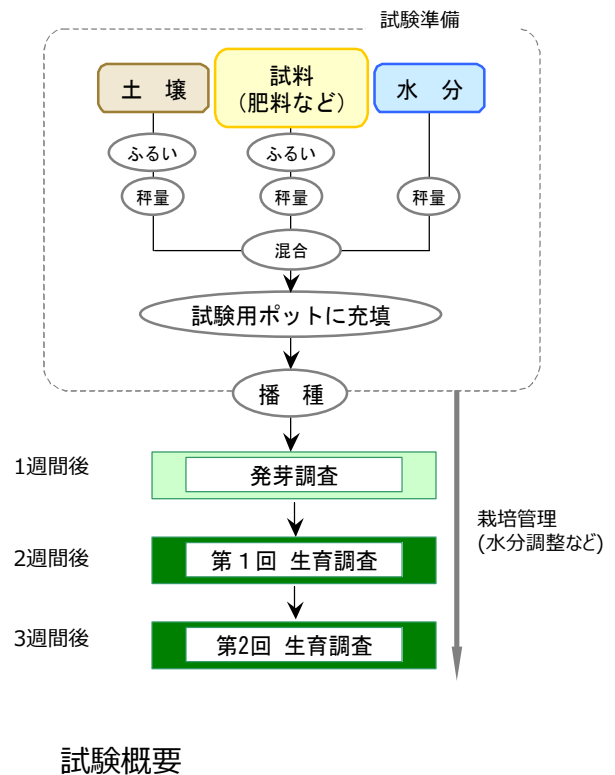 試験準備
土　壌
試料
（肥料など）
水　分
ふるい
ふるい
秤量
秤量
秤量
混合
試験用ポットに充填
播　種
1週間後
発芽調査
栽培管理
(水分調整など)
2週間後
第１回 生育調査
3週間後
第2回 生育調査
試験概要